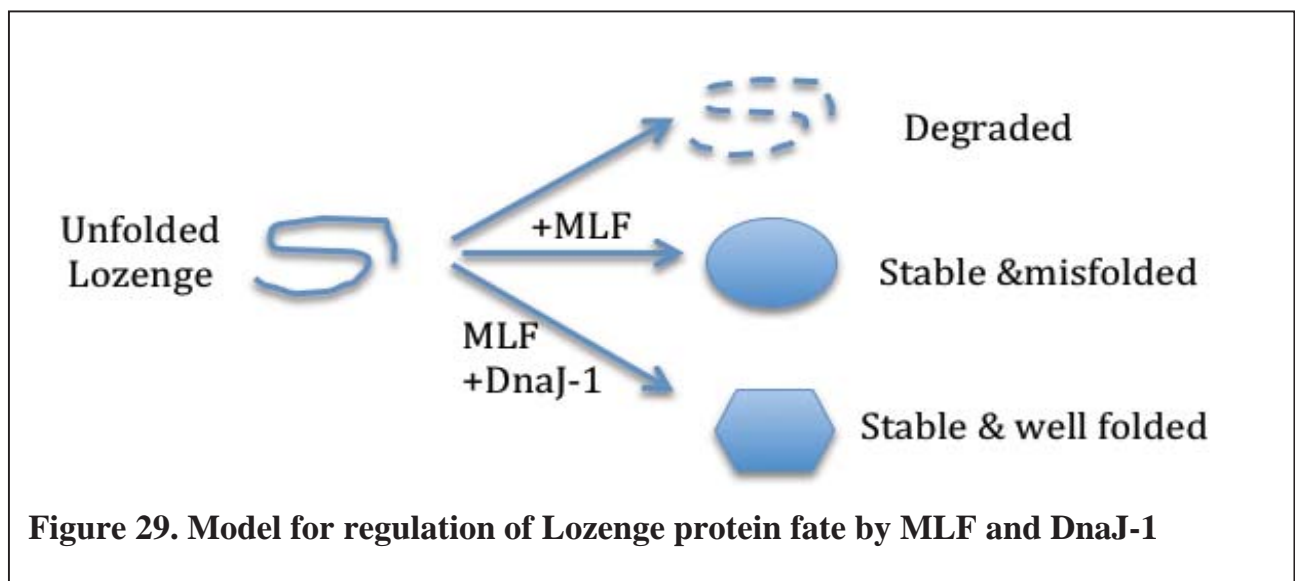 Degraded
Unfolded
Lozenge
+MLF
Stable &misfolded
MLF
+DnaJ-1
Stable & well folded
Figure 29. Model for regulation of Lozenge protein fate by MLF and DnaJ-1